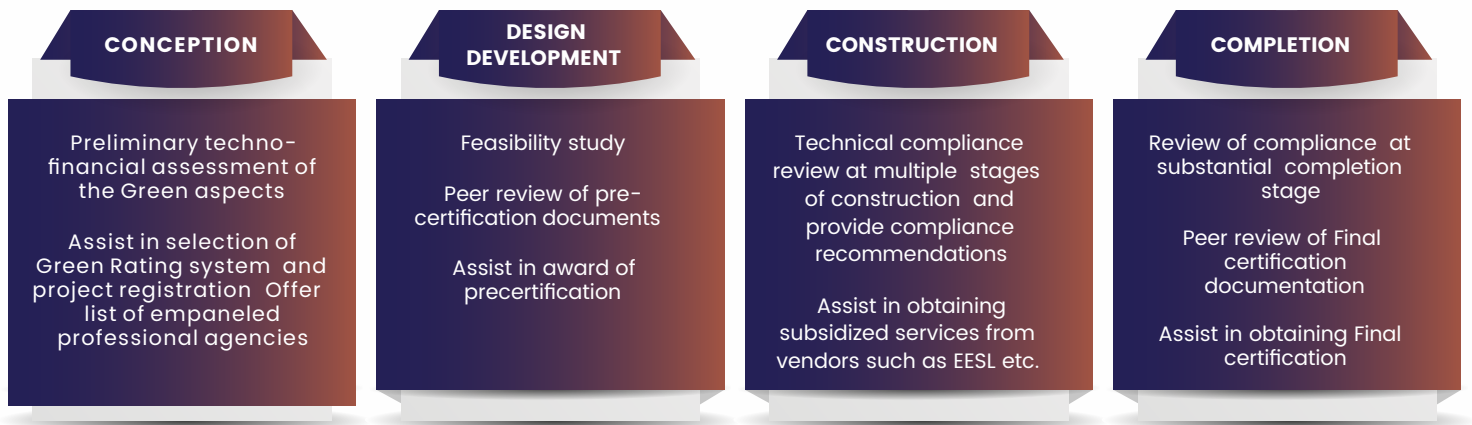 CONCEPTION
Preliminary techno-
financial assessment of
the Green aspects
Assist in selection of
Green Rating system and
project registration Offer
list of empaneled
professional agencies
DESIGN
DEVELOPMENT
Feasibility study
Peer review of pre-
certification documents
Assist in award of
precertification
CONSTRUCTION
Technical compliance
review at multiple stages
of construction and
provide compliance
recommendations
Assist in obtaining
subsidized services from
vendors such as EESL etc.
COMPLETION
Review of compliance at
substantial completion
stage
Peer review of Final
certification
documentation
Assist in obtaining Final
certification